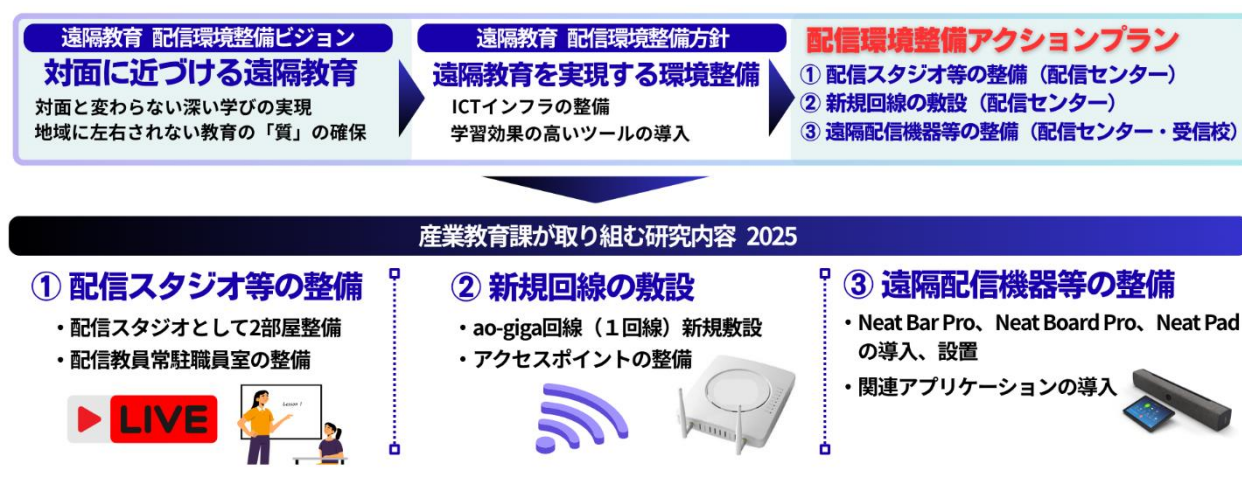 遠隔教育 配信環境整備ビジョン
対面に近づける遠隔教育
対面と変わらない深い学びの実現
地域に左右されない教育の「質」の確保
遠隔教育 配信環境整備方針
遠隔教育を実現する環境整備
ICTインフラの整備
学習効果の高いツールの導入
配信環境整備アクションプラン
① 配信スタジオ等の整備（配信センター）
② 新規回線の敷設（配信センター）
③ 遠隔配信機器等の整備（配信センター・受信校）
産業教育課が取り組む研究内容 2025
① 配信スタジオ等の整備
・配信スタジオとして2部屋整備
・配信教員常駐職員室の整備
LIVE
Lesson 1
② 新規回線の敷設
・ao-giga回線（１回線）新規敷設
・アクセスポイントの整備
③ 遠隔配信機器等の整備
・Neat Bar Pro、Neat Board Pro、Neat Pad
の導入、設置
・関連アプリケーションの導入